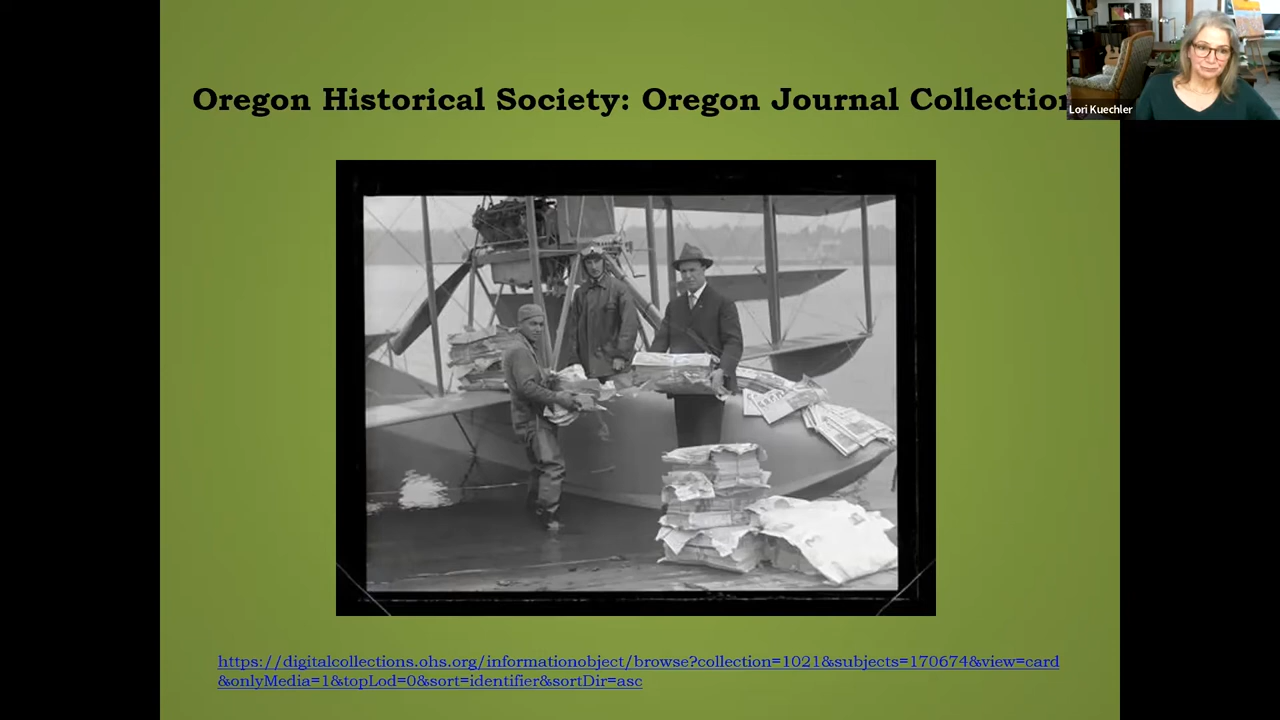 Oregon Historical Society: Oregon Journal Collection
Lori Kuechler
https://digitalcollections.ohs.org/informationobject/browse?collection=1021&subjects=170674&view=card
&onlyMedia=1&topLod=0&sort=identifier&sortDir=asc